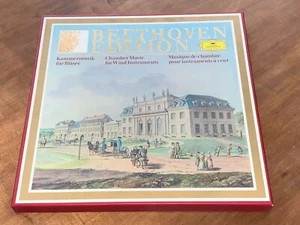 BEETHOVEN
EDITION
Kammermusik
für Bläser
Chamber Music
for Wind Instruments
Musique de chambre
pour instruments à vent